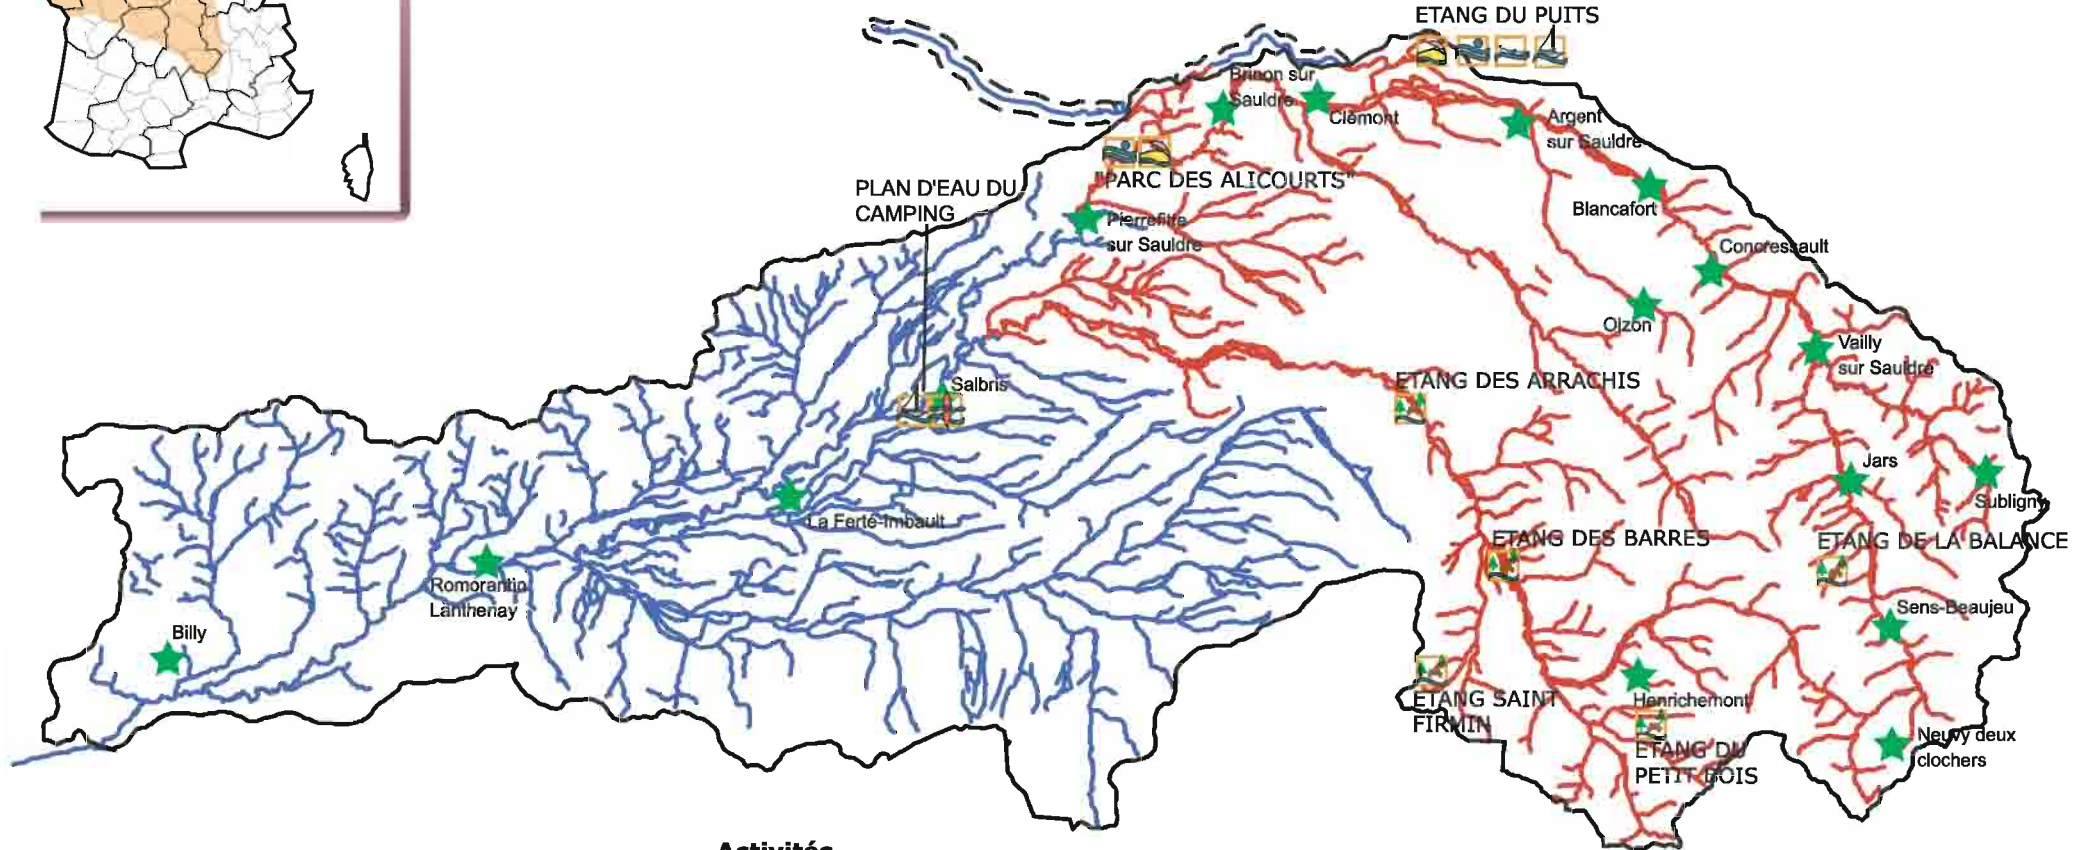 ETANG DU PUITS
Brinon sur
Sauldre
Clémont
Argent
sur Sauldre
"PARC DES ALICOURTS"
PLAN D'EAU DU
CAMPING
Blancafort
Pierrefitte
sur Sauldre
Concressault
Oizon
Vailly
sur Sauldre
ETANG DES ARRACHIS
Salbris
Jars
Subligny
La Ferté-Imbault
ETANG DES BARRES
ETANG DE LA BALANCE
Romorantin
Lanthenay
Sens-Beaujeu
Billy
ETANG SAINT
FIRMIN
Henrichemont
Neuvy deux
clochers
ETANG DU
PETIT BOIS
Activités